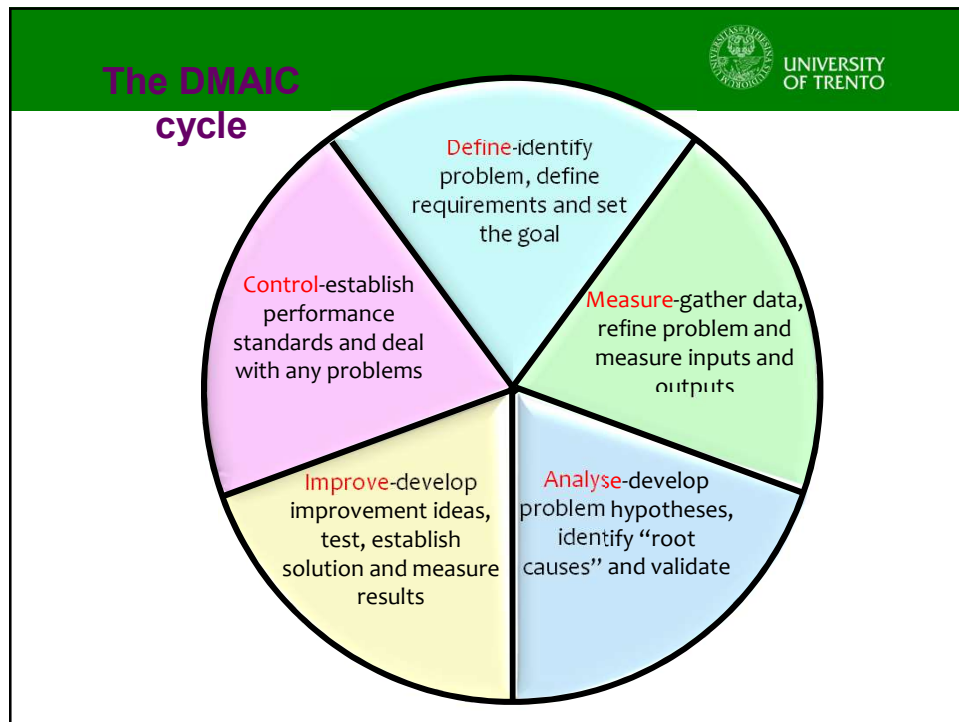 The DMAIC
cycle
UNIVERSITY
OF TRENTO
Define-identify
problem, define
requirements and set
the goal
Measure-gather data,
refine problem and
measure inputs and
outputs
Analyse-develop
problem hypotheses,
identify “root
causes” and validate
Improve-develop
improvement ideas,
test, establish
solution and measure
results
Control-establish
performance
standards and deal
with any problems